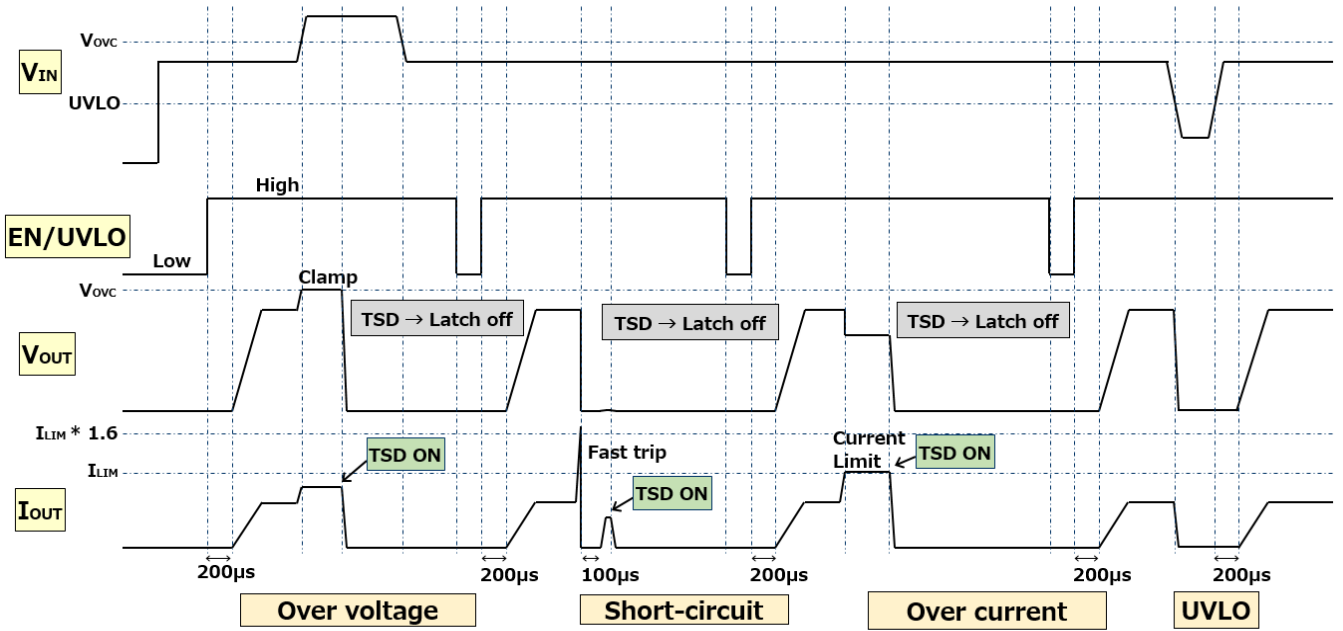 VOVC
VIN
UVLO
High
EN/UVLO
Low
Clamp
VOVC
TSD → Latch off
TSD → Latch off
TSD → Latch off
VOUT
ILIM * 1.6
TSD ON
Fast trip
Current
Limit
TSD ON
ILIM
TSD ON
IOUT
200μs
200μs
100μs
200μs
200μs
200μs
Over voltage
Short-circuit
Over current
UVLO